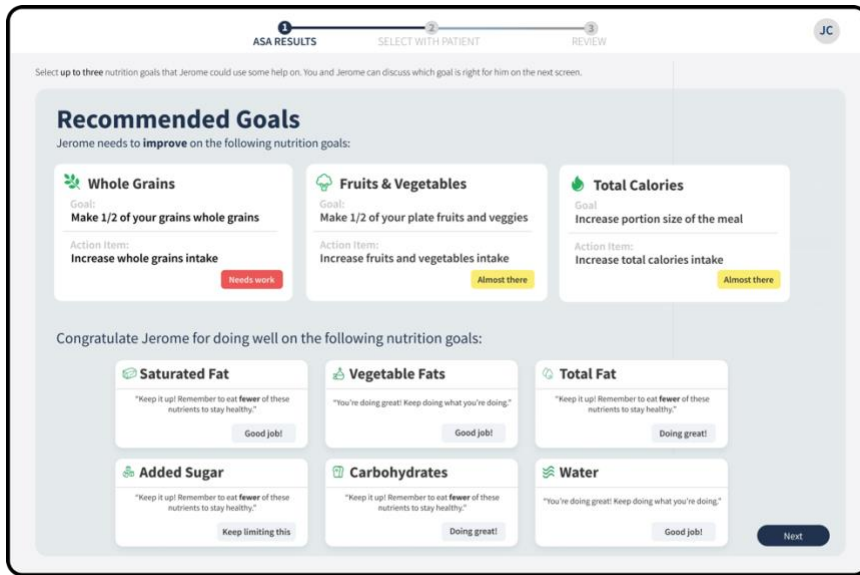 1
2
3
ASA RESULTS
SELECT WITH PATIENT
REVIEW
JC
Select up to three nutrition goals that Jerome could use some help on. You and Jerome can discuss which goal is right for him on the next screen.
Recommended Goals
Jerome needs to improve on the following nutrition goals:
Whole Grains
Goal:
Make 1/2 of your grains whole grains
Action Item:
Increase whole grains intake
Needs work
Fruits & Vegetables
Goal:
Make 1/2 of your plate fruits and veggies
Action Item:
Increase fruits and vegetables intake
Almost there
Total Calories
Goal
Increase portion size of the meal
Action Item:
Increase total calories intake
Almost there
Congratulate Jerome for doing well on the following nutrition goals:
Saturated Fat
"Keep it up! Remember to eat fewer of these
nutrients to stay healthy."
Good job!
Vegetable Fats
"You're doing great! Keep doing what you're doing."
Good job!
Total Fat
"Keep it up! Remember to eat fewer of these
nutrients to stay healthy."
Doing great!
Added Sugar
"Keep it up! Remember to eat fewer of these
nutrients to stay healthy."
Keep limiting this
Carbohydrates
"Keep it up! Remember to eat fewer of these
nutrients to stay healthy."
Doing great!
Water
"You're doing great! Keep doing what you're doing."
Good job!
Next